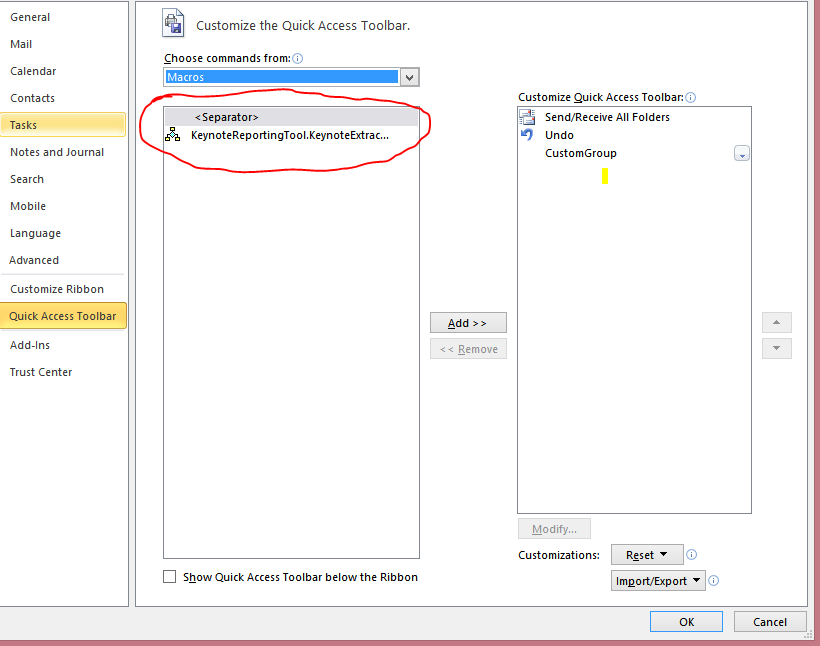 General
Mail
Calendar
Contacts
Tasks
Notes and Journal
Search
Mobile
Language
Advanced
Customize Ribbon
Quick Access Toolbar
Add-Ins
Trust Center
Customize the Quick Access Toolbar.
Choose commands from:
Macros
<Separator>
KeynoteReportingTool.KeynoteExtrac...
Add >>
<< Remove
Show Quick Access Toolbar below the Ribbon
Customize Quick Access Toolbar:
Send/Receive All Folders
Undo
CustomGroup
Modify...
Customizations:
Reset
Import/Export
OK
Cancel